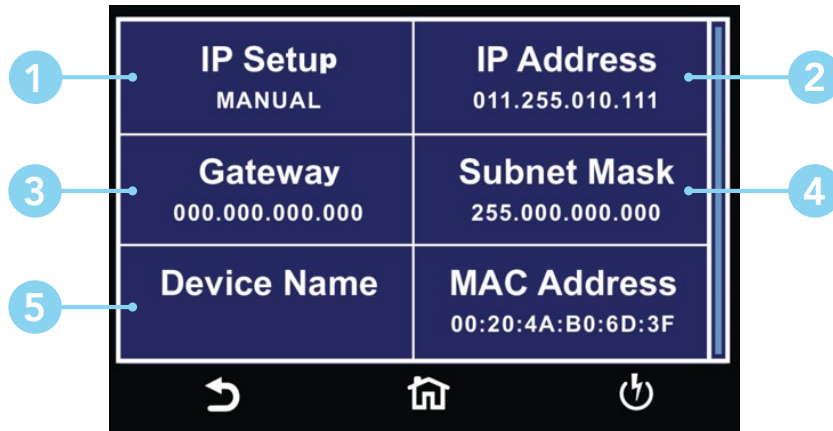 1
IP Setup
MANUAL
IP Address
011.255.010.111
2
3
Gateway
000.000.000.000
Subnet Mask
255.000.000.000
4
5
Device Name
MAC Address
00:20:4A:B0:6D:3F